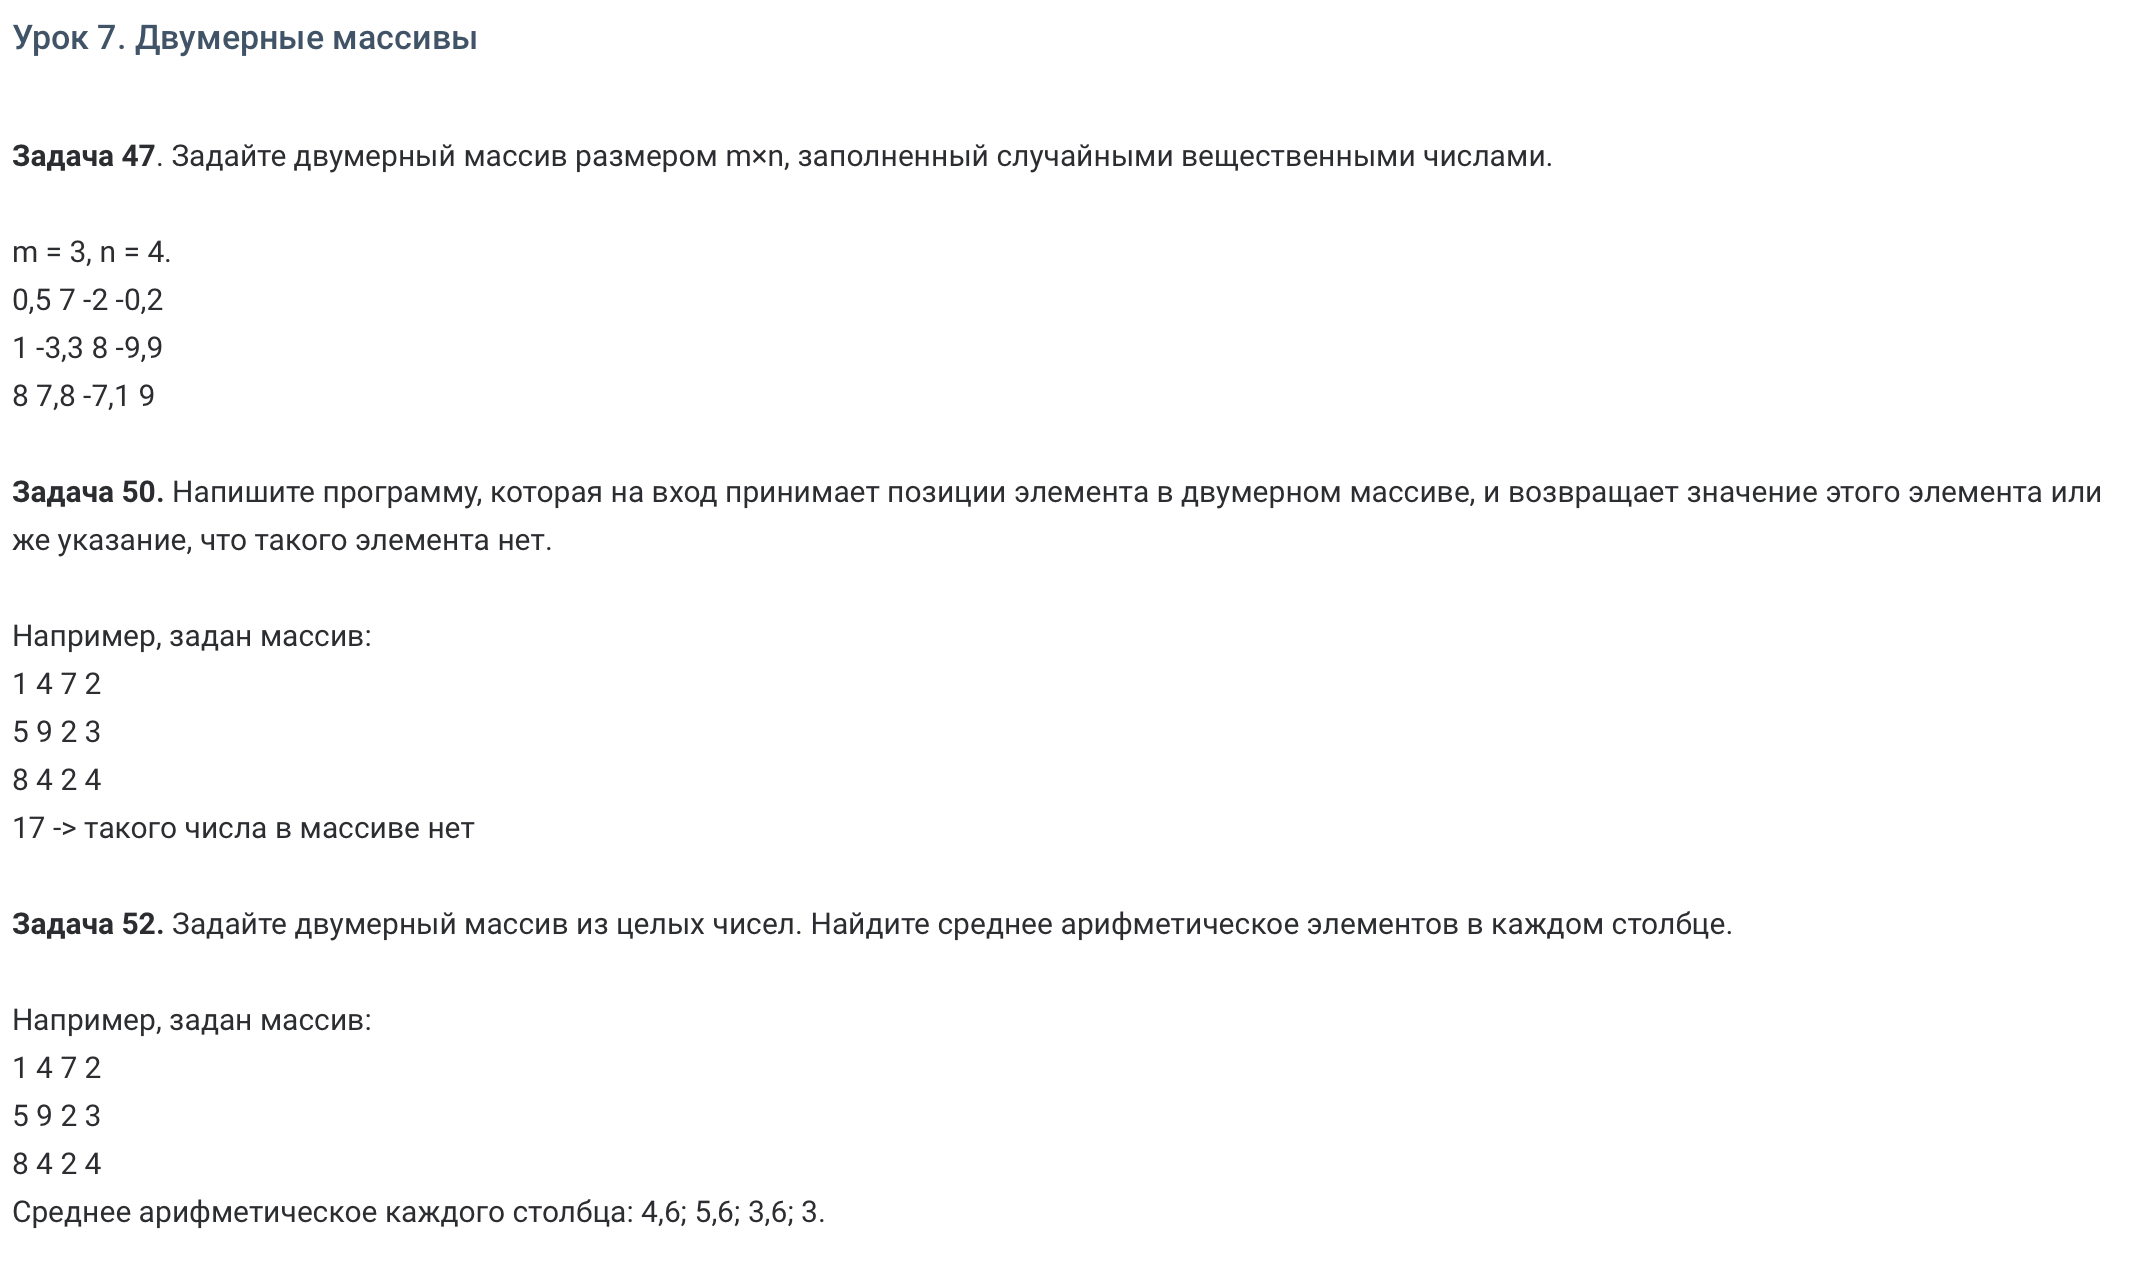 Урок 7. Двумерные массивы
Задача 47. Задайте двумерный массив размером m×n, заполненный случайными вещественными числами.
m = 3, n = 4.
0,5 7 -2 -0,2
1 -3,3 8 -9,9
8 7,8 -7,1 9
Задача 50. Напишите программу, которая на вход принимает позиции элемента в двумерном массиве, и возвращает значение этого элемента или
же указание, что такого элемента нет.
Например, задан массив:
1 4 7 2
5 9 2 3
8 4 2 4
17 -> такого числа в массиве нет
Задача 52. Задайте двумерный массив из целых чисел. Найдите среднее арифметическое элементов в каждом столбце.
Например, задан массив:
1 4 7 2
5 9 2 3
8 4 2 4
Среднее арифметическое каждого столбца: 4,6; 5,6; 3,6; 3.